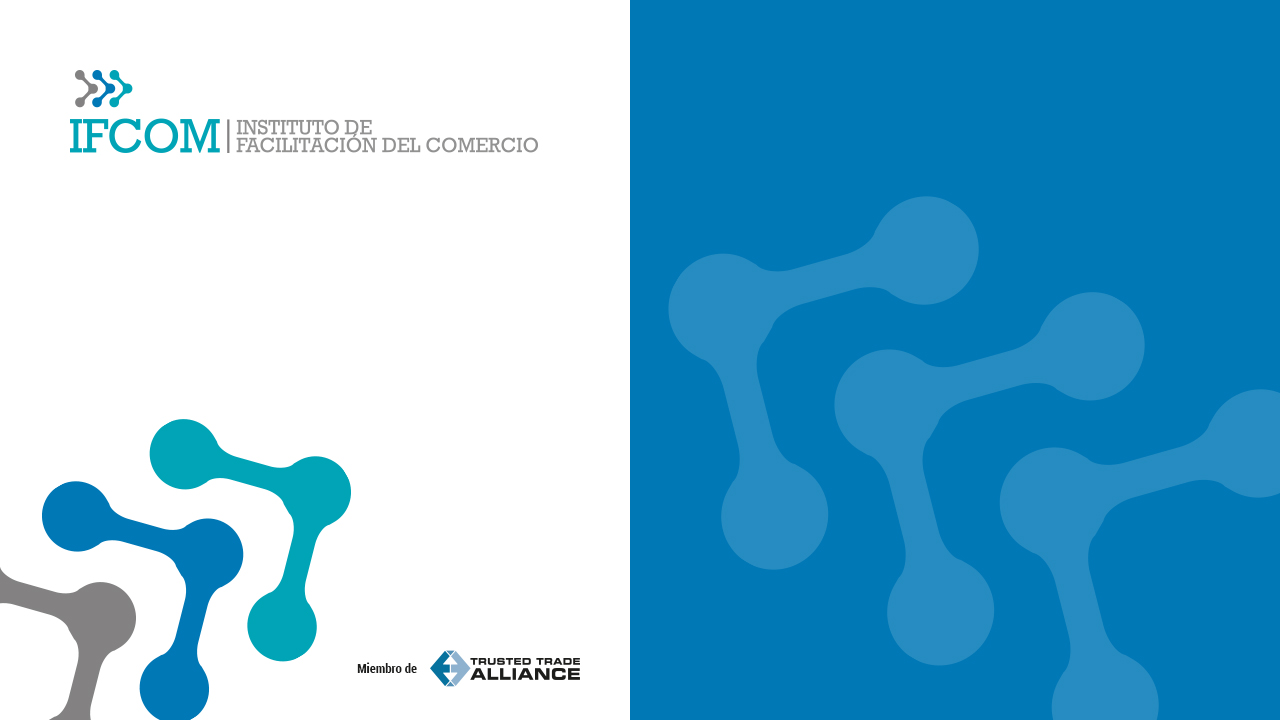 IFCOM
INSTITUTO DE
FACILITACIÓN DEL COMERCIO
Miembro de
TRUSTED TRADE
ALLIANCE